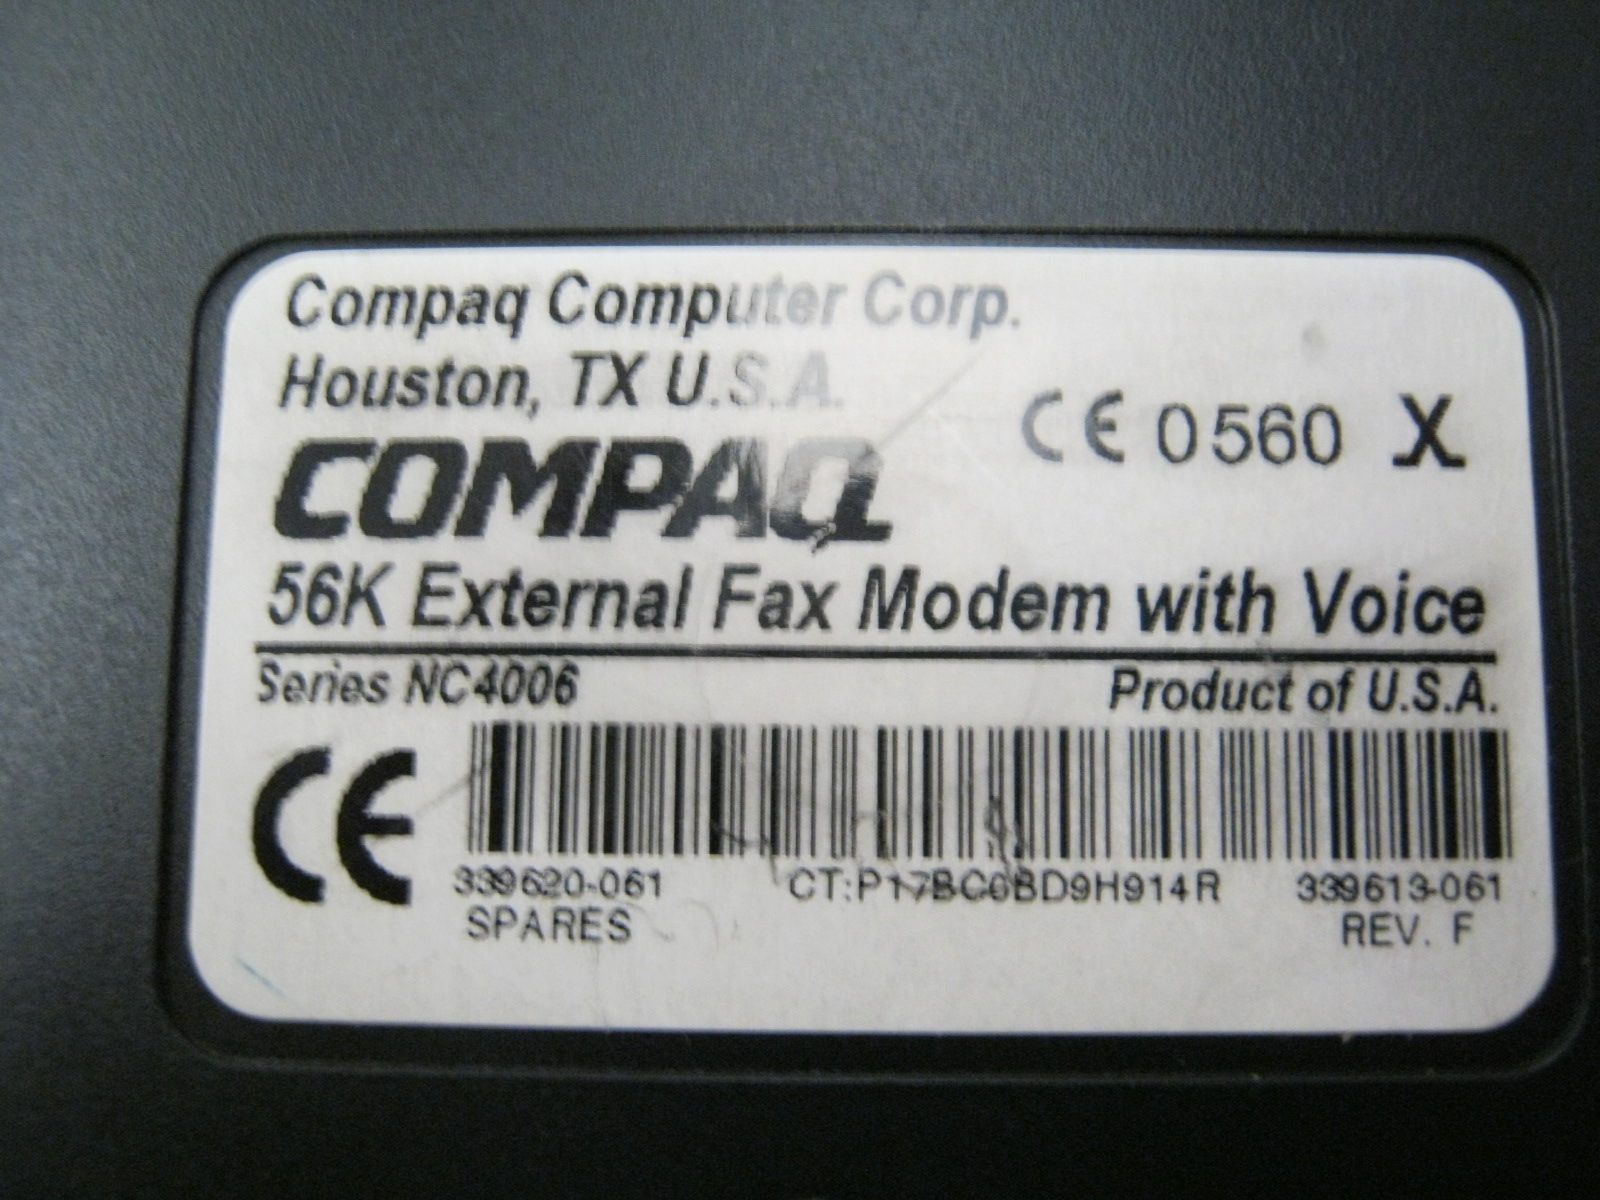 Compaq Computer Corp.
Houston, TX U.S.A.
CE 0560 X
COMPAQ
56K External Fax Modem with Voice
Series NC4006 Product of U.S.A.
CE
339620-061 CT:P17BC6BD9H914R 339613-061
SPARES REV. F